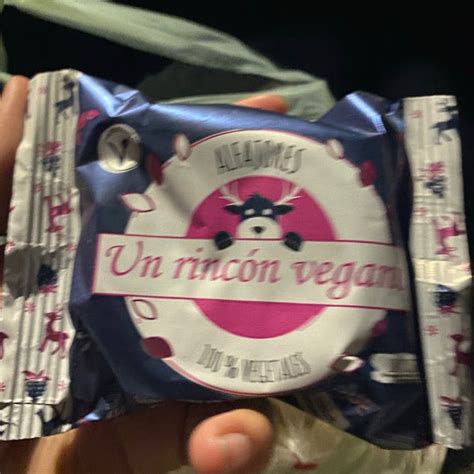 ALFAJORES
Un rincón vegano
100 % VEGETALES